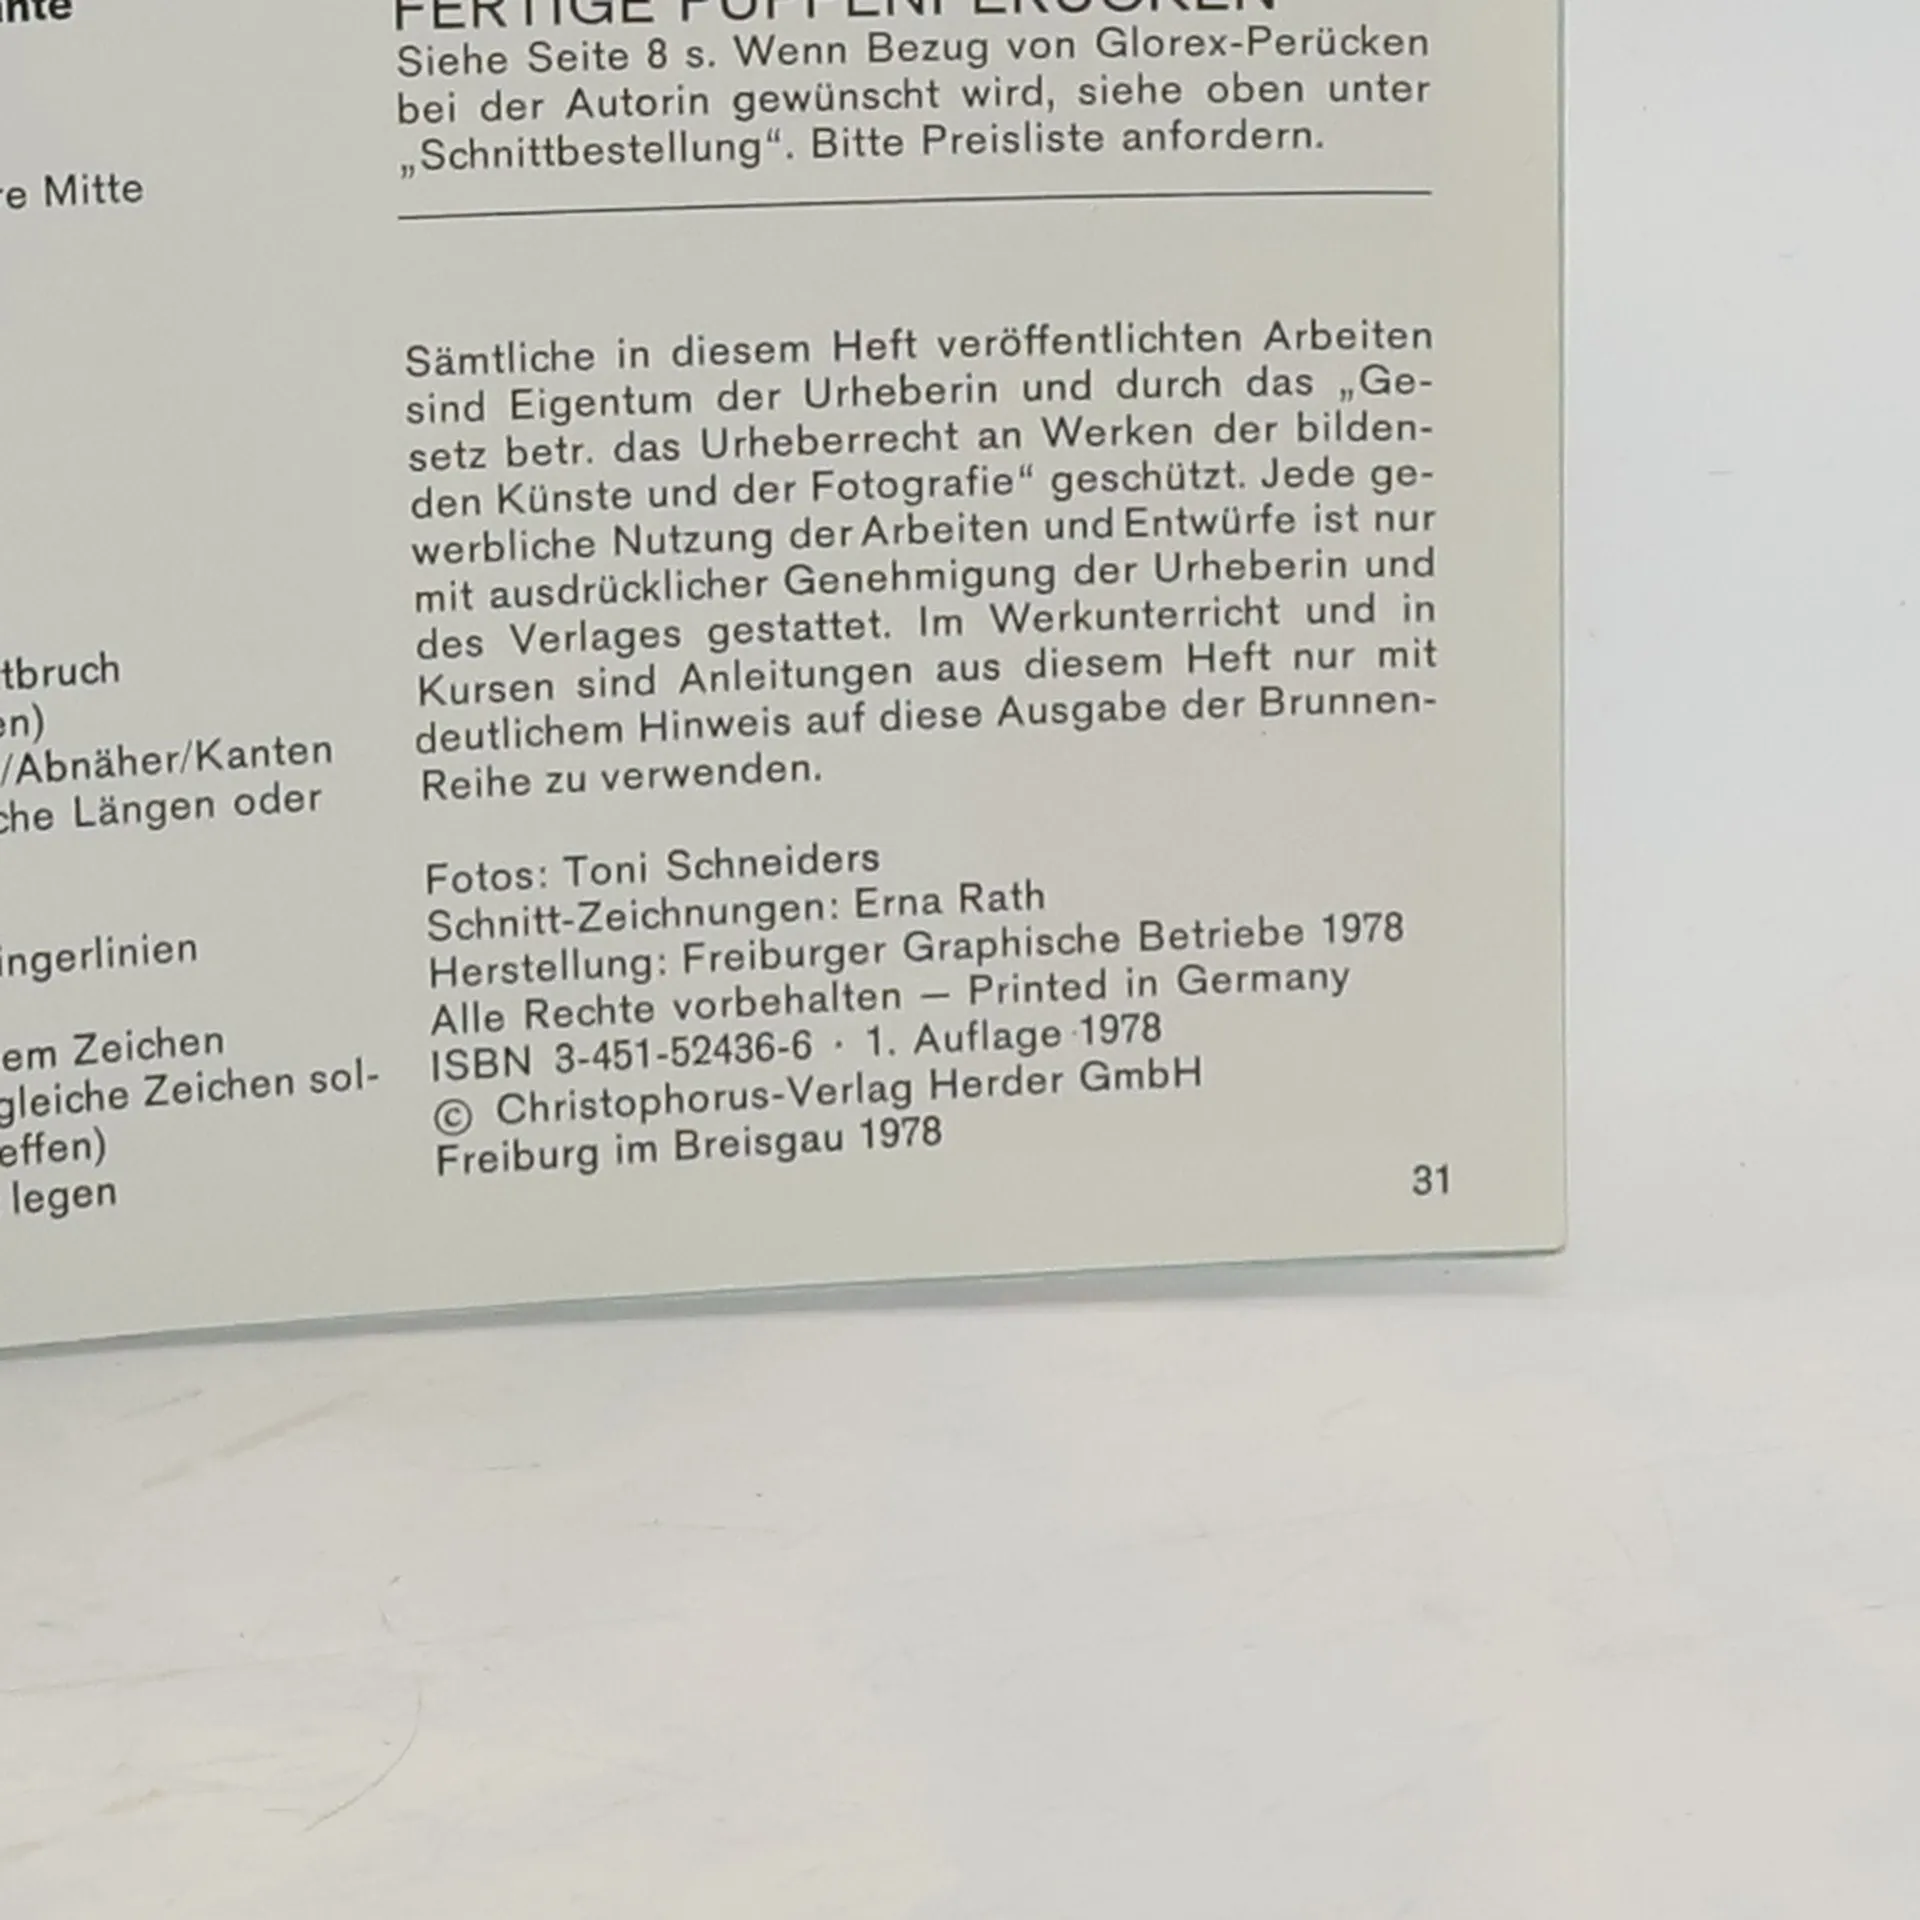 re Mitte
tbruch
en)
/Abnäher/Kanten
che Längen oder
ingerlinien
em Zeichen
gleiche Zeichen sol-
effen)
legen
FERTIGE PUPPENPERÜCKEN
Siehe Seite 8 s. Wenn Bezug von Glorex-Perücken
bei der Autorin gewünscht wird, siehe oben unter
„Schnittbestellung“. Bitte Preisliste anfordern.
Sämtliche in diesem Heft veröffentlichten Arbeiten
sind Eigentum der Urheberin und durch das „Ge-
setz betr. das Urheberrecht an Werken der bilden-
den Künste und der Fotografie“ geschützt. Jede ge-
werbliche Nutzung der Arbeiten und Entwürfe ist nur
mit ausdrücklicher Genehmigung der Urheberin und
des Verlages gestattet. Im Werkunterricht und in
Kursen sind Anleitungen aus diesem Heft nur mit
deutlichem Hinweis auf diese Ausgabe der Brunnen-
Reihe zu verwenden.
Fotos: Toni Schneiders
Schnitt-Zeichnungen: Erna Rath
Herstellung: Freiburger Graphische Betriebe 1978
Alle Rechte vorbehalten — Printed in Germany
ISBN 3-451-52436-6 · 1. Auflage 1978
© Christophorus-Verlag Herder GmbH
Freiburg im Breisgau 1978
31